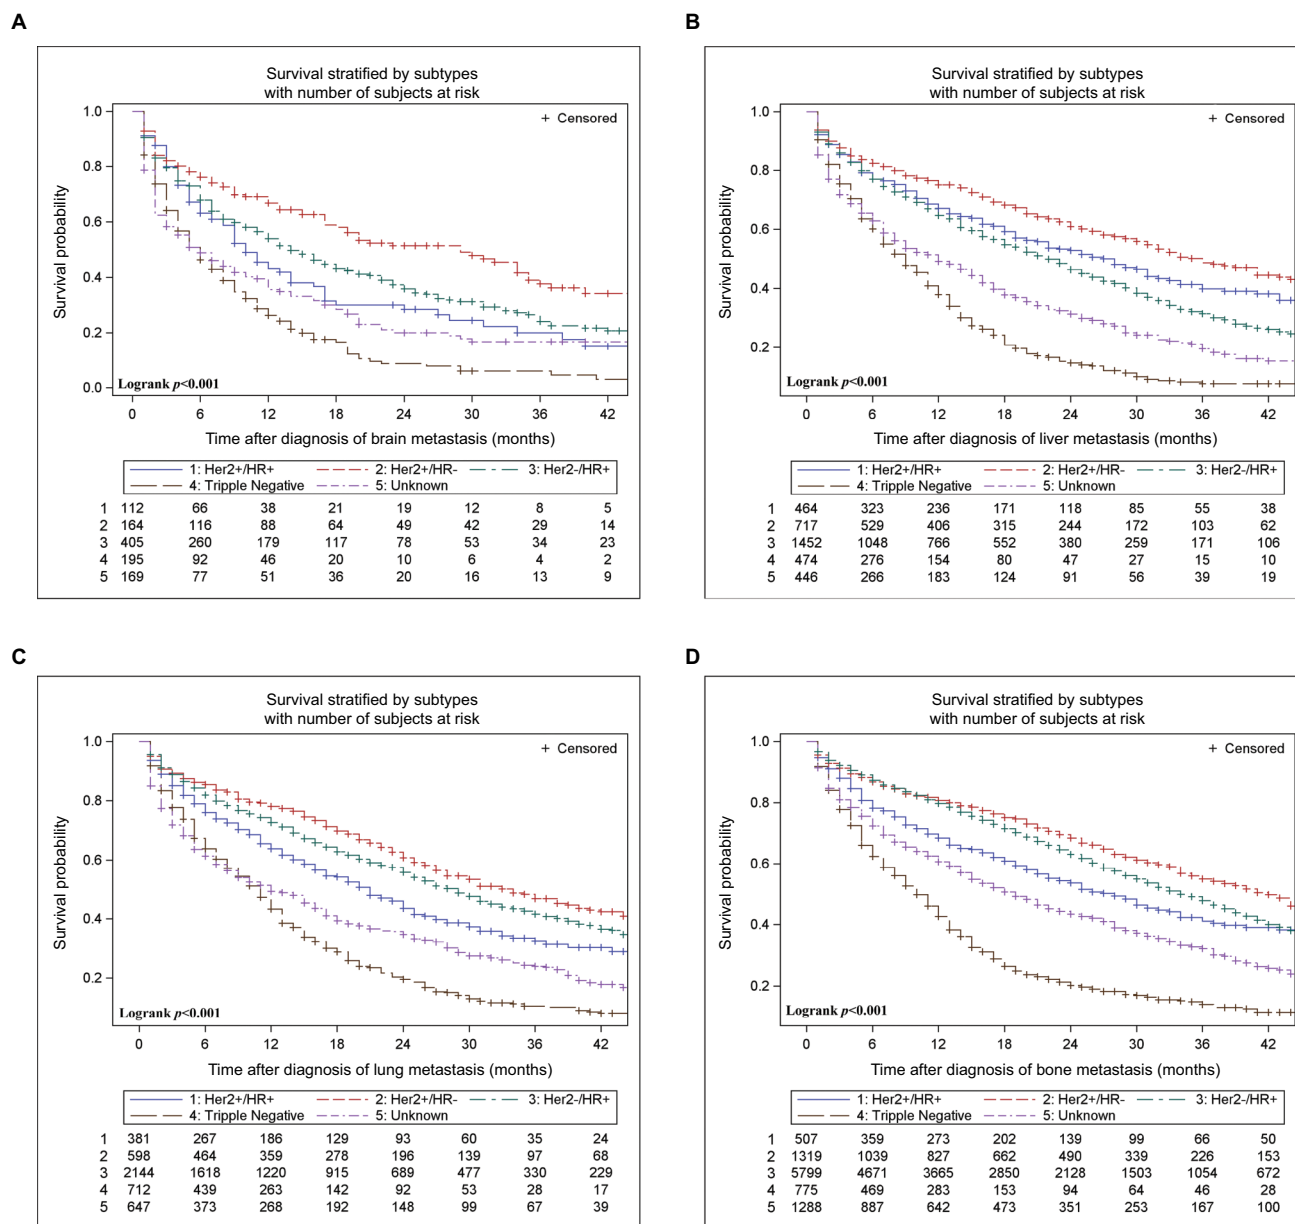 A
Survival stratified by subtypes
with number of subjects at risk
+ Censored
1.0
0.8
0.6
0.4
0.2
0.0
Survival probability
Logrank p<0.001
0 6 12 18 24 30 36 42
Time after diagnosis of brain metastasis (months)
1: Her2+/HR+ 2: Her2+/HR- 3: Her2-/HR+
4: Tripple Negative 5: Unknown
1 112 66 38 21 19 12 8 5
2 164 116 88 64 49 42 29 14
3 405 260 179 117 78 53 34 23
4 195 92 46 20 10 6 4 2
5 169 77 51 36 20 16 13 9
B
Survival stratified by subtypes
with number of subjects at risk
+ Censored
1.0
0.8
0.6
0.4
0.2
Survival probability
Logrank p<0.001
0 6 12 18 24 30 36 42
Time after diagnosis of liver metastasis (months)
1: Her2+/HR+ 2: Her2+/HR- 3: Her2-/HR+
4: Tripple Negative 5: Unknown
1 464 323 236 171 118 85 55 38
2 717 529 406 315 244 172 103 62
3 1452 1048 766 552 380 259 171 106
4 474 276 154 80 47 27 15 10
5 446 266 183 124 91 56 39 19
C
Survival stratified by subtypes
with number of subjects at risk
+ Censored
1.0
0.8
0.6
0.4
0.2
Survival probability
Logrank p<0.001
0 6 12 18 24 30 36 42
Time after diagnosis of lung metastasis (months)
1: Her2+/HR+ 2: Her2+/HR- 3: Her2-/HR+
4: Tripple Negative 5: Unknown
1 381 267 186 129 93 60 35 24
2 598 464 359 278 196 139 97 68
3 2144 1618 1220 915 689 477 330 229
4 712 439 263 142 92 53 28 17
5 647 373 268 192 148 99 67 39
D
Survival stratified by subtypes
with number of subjects at risk
+ Censored
1.0
0.8
0.6
0.4
0.2
Survival probability
Logrank p<0.001
0 6 12 18 24 30 36 42
Time after diagnosis of bone metastasis (months)
1: Her2+/HR+ 2: Her2+/HR- 3: Her2-/HR+
4: Tripple Negative 5: Unknown
1 507 359 273 202 139 99 66 50
2 1319 1039 827 662 490 339 226 153
3 5799 4671 3665 2850 2128 1503 1054 672
4 775 469 283 153 94 64 46 28
5 1288 887 642 473 351 253 167 100